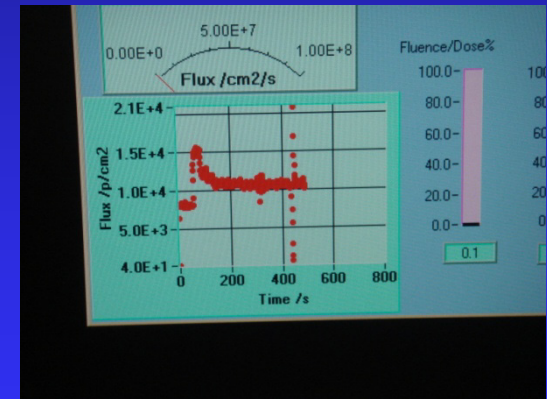 5.00E+7
0.00E+0
1.00E+8
Flux /cm2/s
Fluence/Dose%
100.0-
80.0-
60.0-
40.0-
20.0-
0.0-
0.1
10
80
60
40
20
0
Flux /p/cm2
2.1E+4
1.5E+4
1.0E+4
5.0E+3
4.0E+1
0
200
400
600
800
Time /s